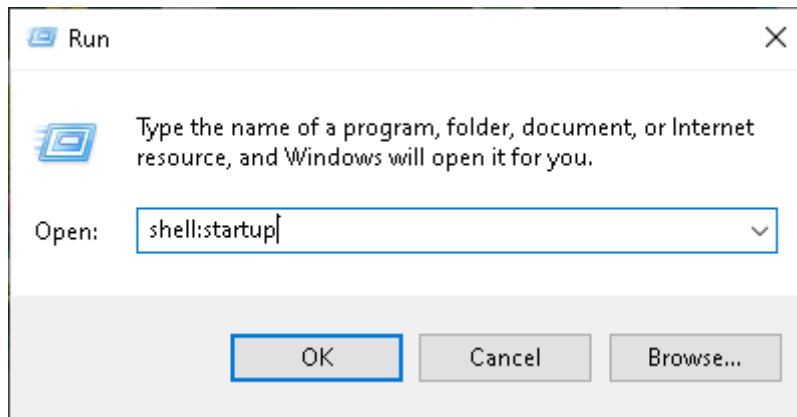 Run
Type the name of a program, folder, document, or Internet
resource, and Windows will open it for you.
Open:
shell:startup
OK
Cancel
Browse...